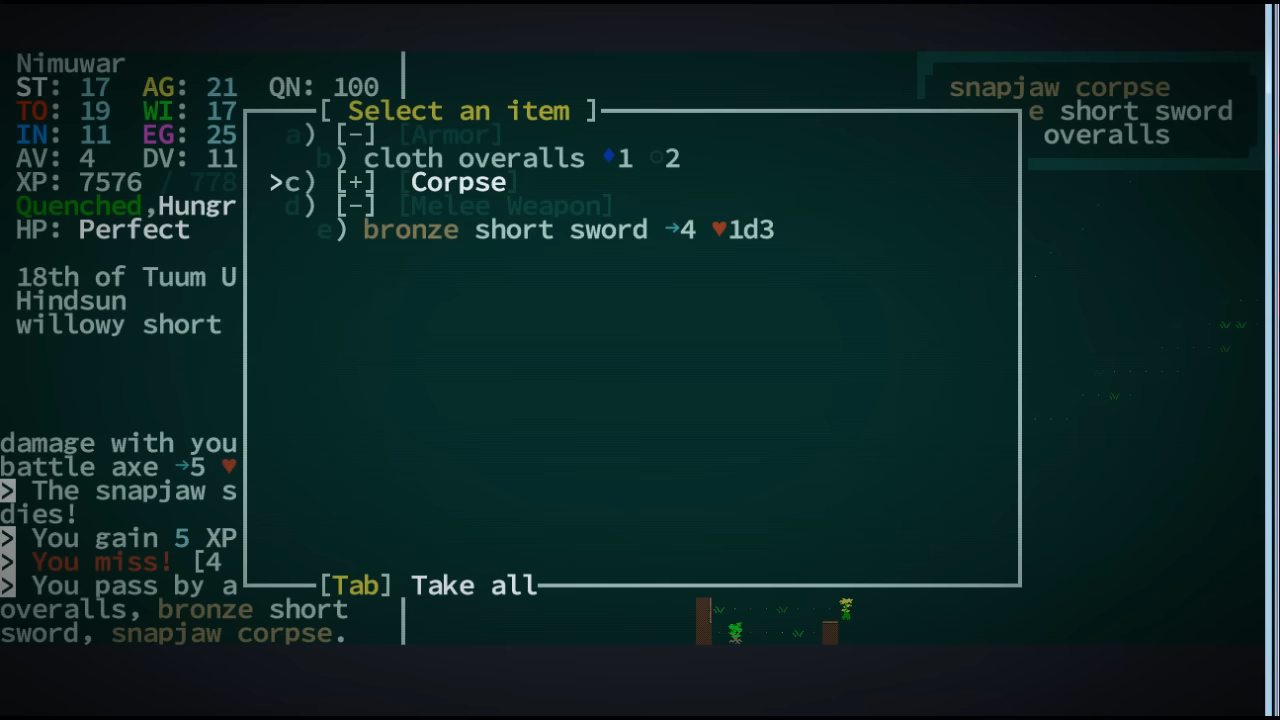 Nimuwar
ST: 17 AG: 21 QN: 100
TO: 19 WI: 17
IN: 11 EG: 25
AV: 4 DV: 11
XP: 7576 / 778
Quenched,Hungr
HP: Perfect
18th of Tuum U
Hindsun
willowy short
damage with you
battle axe →5 ♥
> The snapjaw s
dies!
> You gain 5 XP
> You miss! [4
> You pass by a
overalls, bronze short
sword, snapjaw corpse.
[ Select an item ]
a) [-] [Armor]
b) cloth overalls ♦1 ○2
>c) [+] [Corpse]
d) [-] [Melee Weapon]
e) bronze short sword →4 ♥1d3
[Tab] Take all
snapjaw corpse
e short sword
overalls